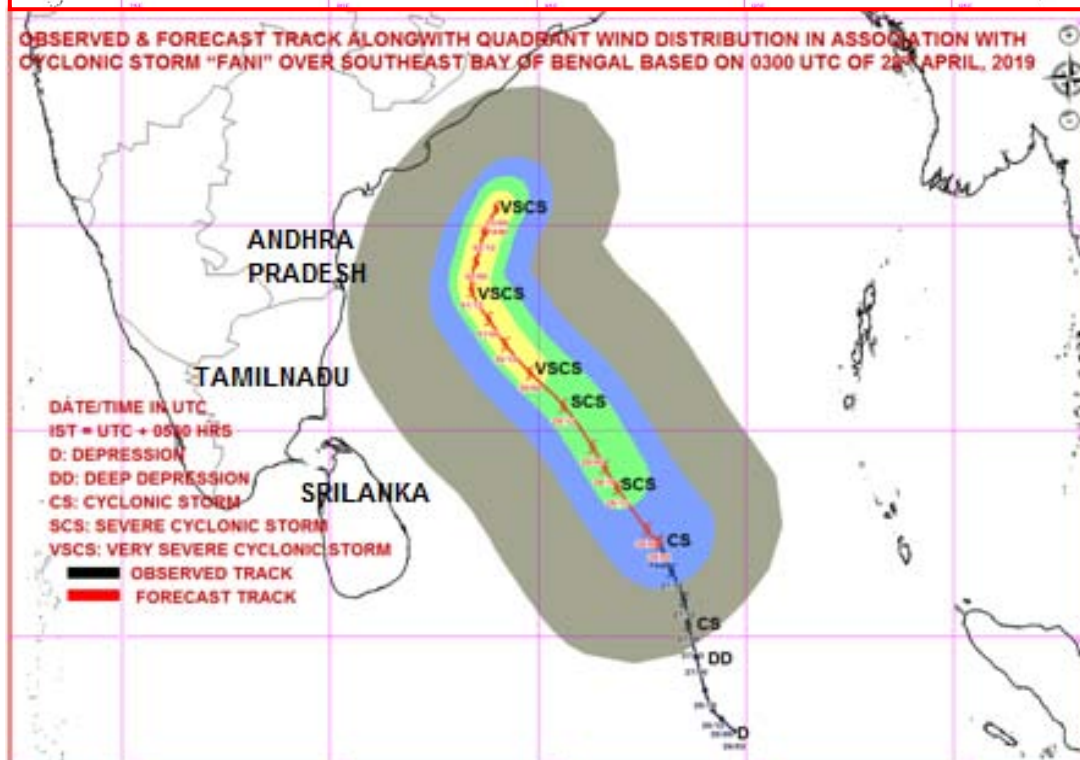 OBSERVED & FORECAST TRACK ALONGWITH QUADRANT WIND DISTRIBUTION IN ASSOCIATION WITH
CYCLONIC STORM “FANI” OVER SOUTHEAST BAY OF BENGAL BASED ON 0300 UTC OF APRIL, 2019
VSCS
ANDHRA
PRADESH
VSCS
VSCS
TAMILNADU
SCS
DATE/TIME IN UTC
IST = UTC + 0530 HRS
D: DEPRESSION
DD: DEEP DEPRESSION
SRILANKA
SCS
CS: CYCLONIC STORM
SCS: SEVERE CYCLONIC STORM
VSCS: VERY SEVERE CYCLONIC STORM
CS
OBSERVED TRACK
FORECAST TRACK
CS
DD
D